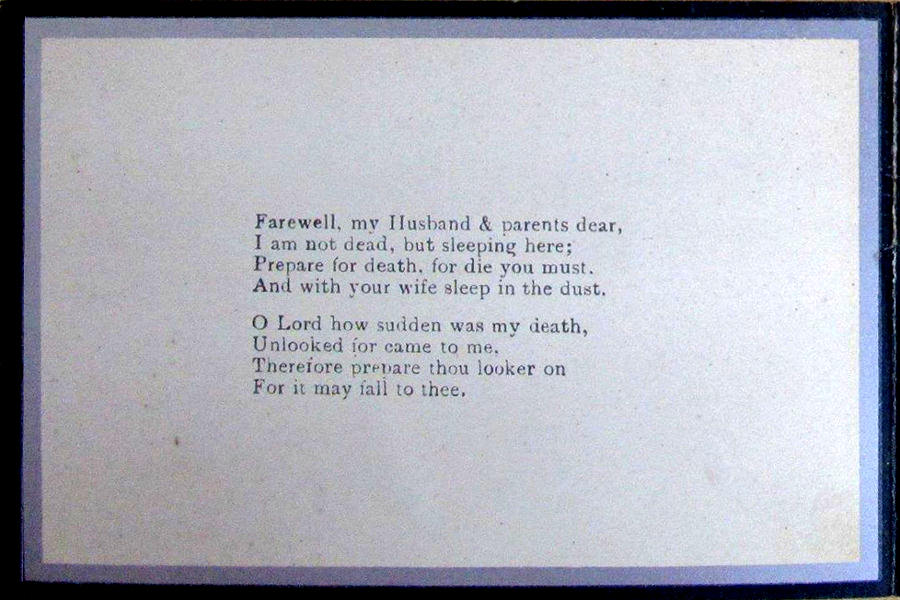 Farewell, my Husband & parents dear,
I am not dead, but sleeping here;
Prepare for death, for die you must.
And with your wife sleep in the dust.
O Lord how sudden was my death,
Unlooked for came to me.
Therefore prepare thou looker on
For it may fall to thee.